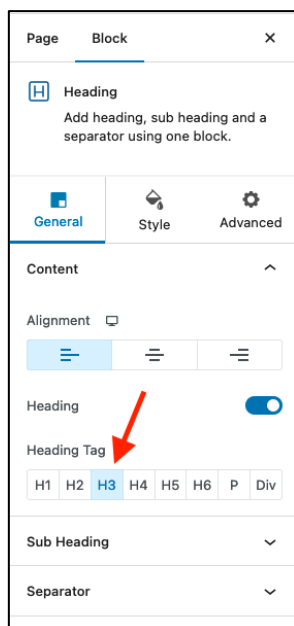 Page Block
Heading
Add heading, sub heading and a
separator using one block.
General Style Advanced
Content
Alignment
Heading
Heading Tag
H1 H2 H3 H4 H5 H6 P Div
Sub Heading
Separator